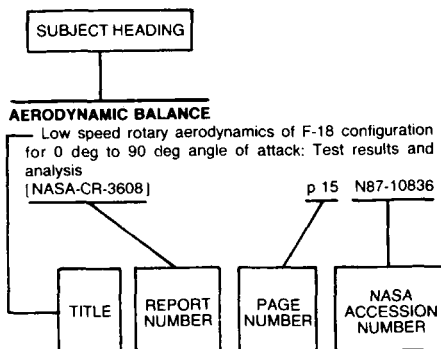 SUBJECT HEADING
AERODYNAMIC BALANCE
Low speed rotary aerodynamics of F-18 configuration
for 0 deg to 90 deg angle of attack: Test results and
analysis
[NASA-CR-3608] p 15 N87-10836
TITLE
REPORT
NUMBER
PAGE
NUMBER
NASA
ACCESSION
NUMBER